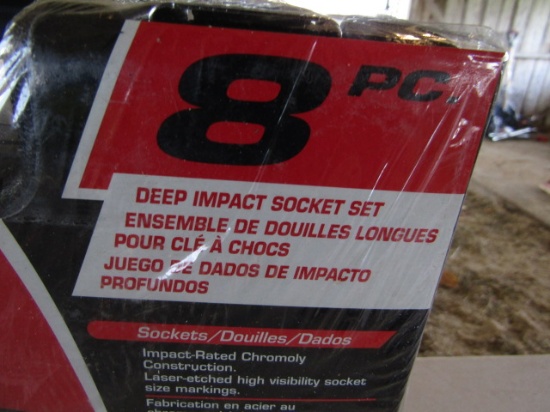 8 PC.
DEEP IMPACT SOCKET SET
ENSEMBLE DE DOUILLES LONGUES
POUR CLÉ À CHOCS
JUEGO DE DADOS DE IMPACTO
PROFUNDOS
Sockets/Douilles/Dados
Impact-Rated Chromoly
Construction.
Laser-etched high visibility socket
size markings.
Fabrication en acier au